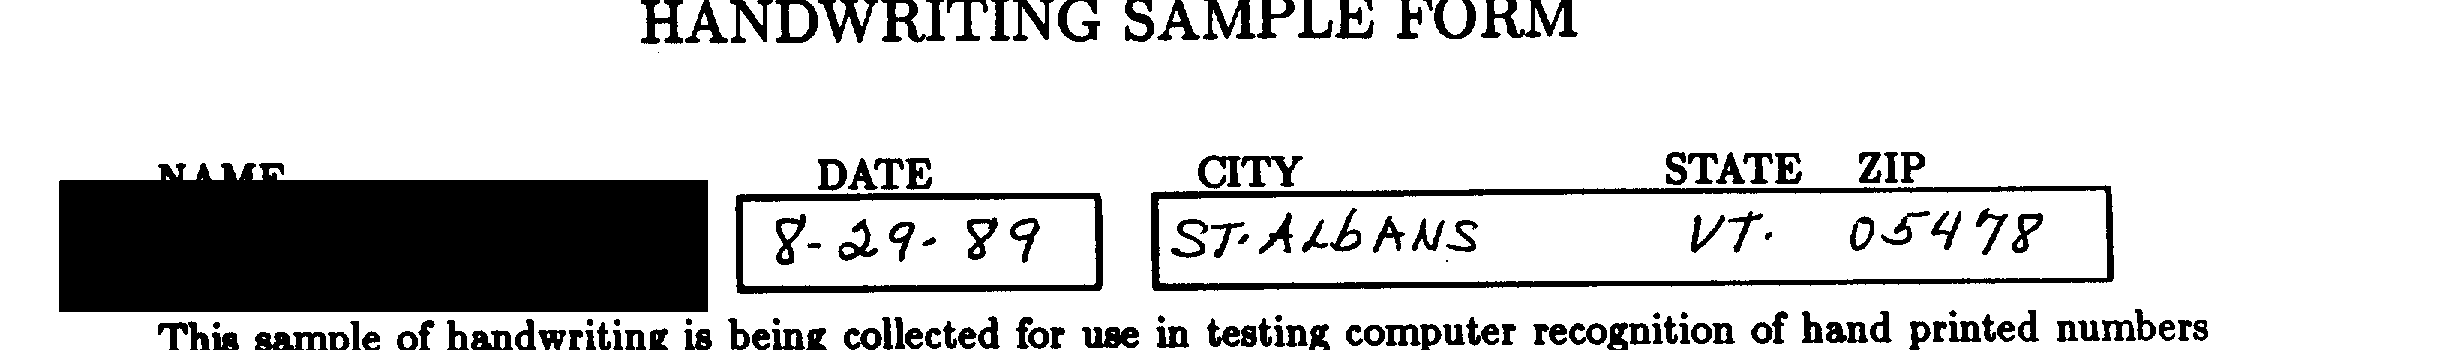 HANDWRITING SAMPLE FORM
NAME DATE CITY STATE ZIP
8-29-89 ST. ALbANS VT. 05478
This sample of handwriting is being collected for use in testing computer recognition of hand printed numbers